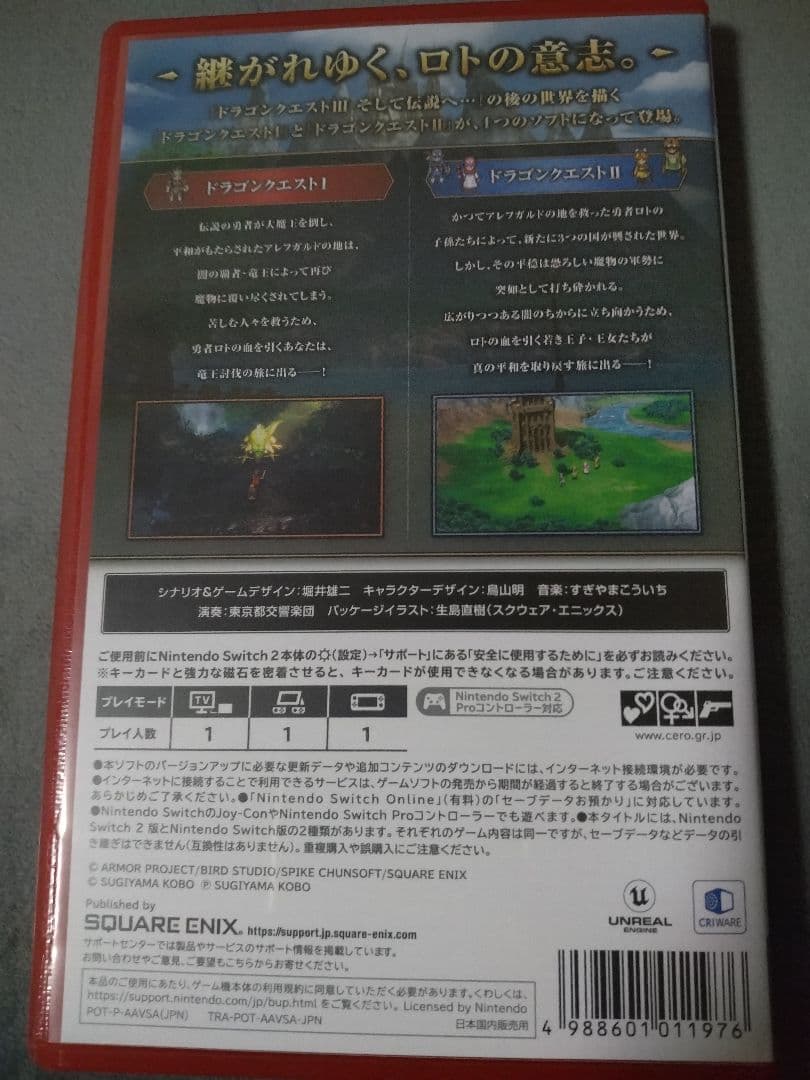 継がれゆく、ロトの意志。
『ドラゴンクエストIII そして伝説へ…』の後の世界を描く
『ドラゴンクエストI』と『ドラゴンクエストII』が、1つのソフトになって登場。
ドラゴンクエストI
伝説の勇者が大魔王を倒し、
平和がもたらされたアレフガルドの地は、
闇の覇者・竜王によって再び
魔物に覆い尽くされてしまう。
苦しむ人々を救うため、
勇者ロトの血を引くあなたは、
竜王討伐の旅に出る——！
ドラゴンクエストII
かつてアレフガルドの地を救った勇者ロトの
子孫たちによって、新たに3つの国が興された世界。
しかし、その平穏は恐ろしい魔物の軍勢に
突如として打ち砕かれる。
広がりつつある闇のちからに立ち向かうため、
ロトの血を引く若き王子・王女たちが
真の平和を取り戻す旅に出る——！
シナリオ&ゲームデザイン:堀井雄二 キャラクターデザイン:鳥山明 音楽:すぎやまこういち
演奏:東京都交響楽団 パッケージイラスト:生島直樹(スクウェア・エニックス)
ご使用前にNintendo Switch 2本体の(設定)→「サポート」にある「安全に使用するために」を必ずお読みください。
※キーカードと強力な磁石を密着させると、キーカードが使用できなくなる場合があります。ご注意ください。
プレイモード TV
プレイ人数 1 1 1
Nintendo Switch 2
Proコントローラー対応
www.cero.gr.jp
●本ソフトのバージョンアップに必要な更新データや追加コンテンツのダウンロードには、インターネット接続環境が必要です。
●インターネットに接続することで利用できるサービスは、ゲームソフトの発売から期間が経過すると終了する場合がございます。
あらかじめご了承ください。●「Nintendo Switch Online」(有料)の「セーブデータお預かり」に対応しています。
●Nintendo SwitchのJoy-ConやNintendo Switch Proコントローラーでも遊べます。●本タイトルには、Nintendo
Switch 2 版とNintendo Switch版の2種類があります。それぞれのゲーム内容は同一ですが、セーブデータなどデータの引
き継ぎはできません(互換性はありません)。重複購入や誤購入にご注意ください。
© ARMOR PROJECT/BIRD STUDIO/SPIKE CHUNSOFT/SQUARE ENIX
© SUGIYAMA KOBO ℗ SUGIYAMA KOBO
Published by
SQUARE ENIX® https://support.jp.square-enix.com
サポートセンターでは製品やサービスのサポート情報を掲載しています。
お問い合わせやご意見、ご要望もこちらからお寄せください。
UNREAL
ENGINE
CRIWARE
本品のご使用にあたり、ゲーム機本体の利用規約に同意していただく必要があります。くわしくは、
https://support.nintendo.com/jp/bup.html をご覧ください。 Licensed by Nintendo
POT-P-AAVSA(JPN) TRA-POT-AAVSA-JPN 日本国内販売用
4 988601 011976